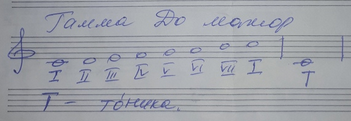 Гамма До мажор
I II III IV V VI VII I T
T - тоника.